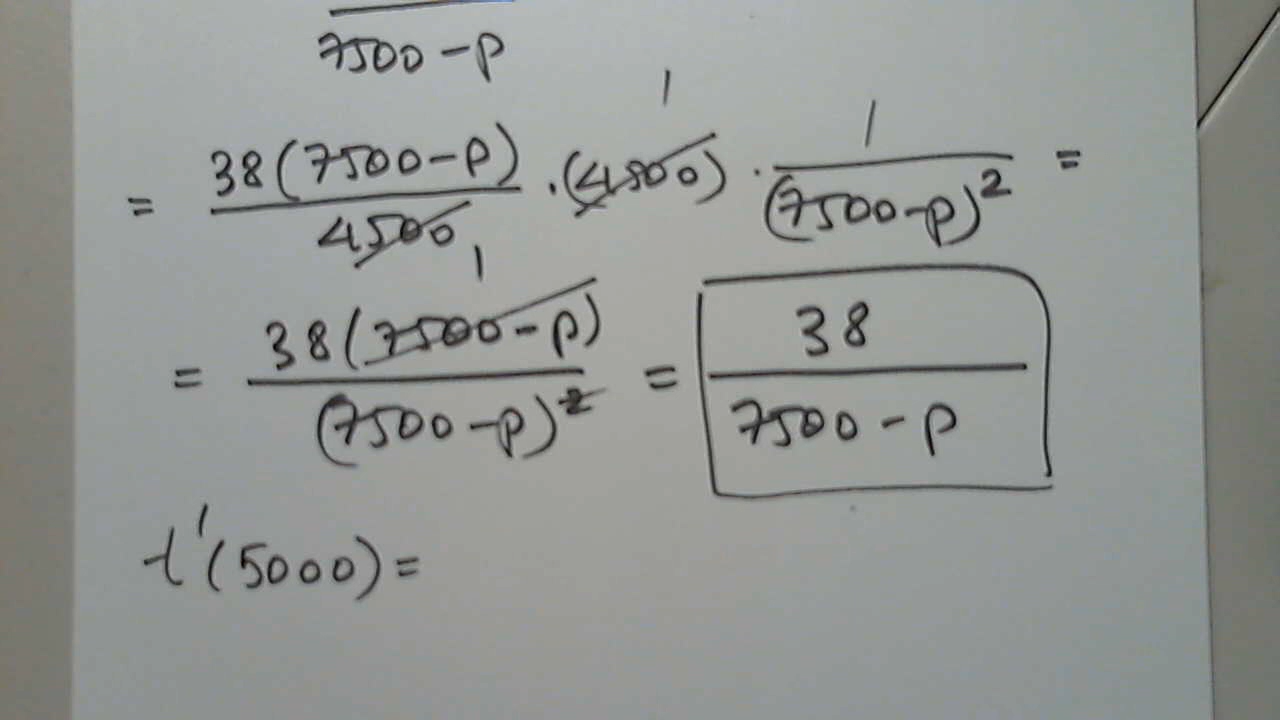 7500 - p
= 38(7500-p)/4500 · (4500) · 1/(7500-p)² =
1 1
= 38(7500-p)/(7500-p)² = 38/(7500-p)
t'(5000) =